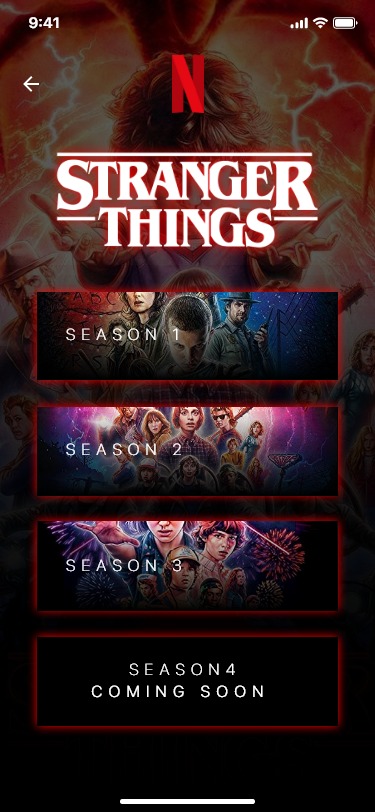 9:41
N
STRANGER
THINGS
SEASON 1
SEASON 2
SEASON 3
SEASON4
COMING SOON